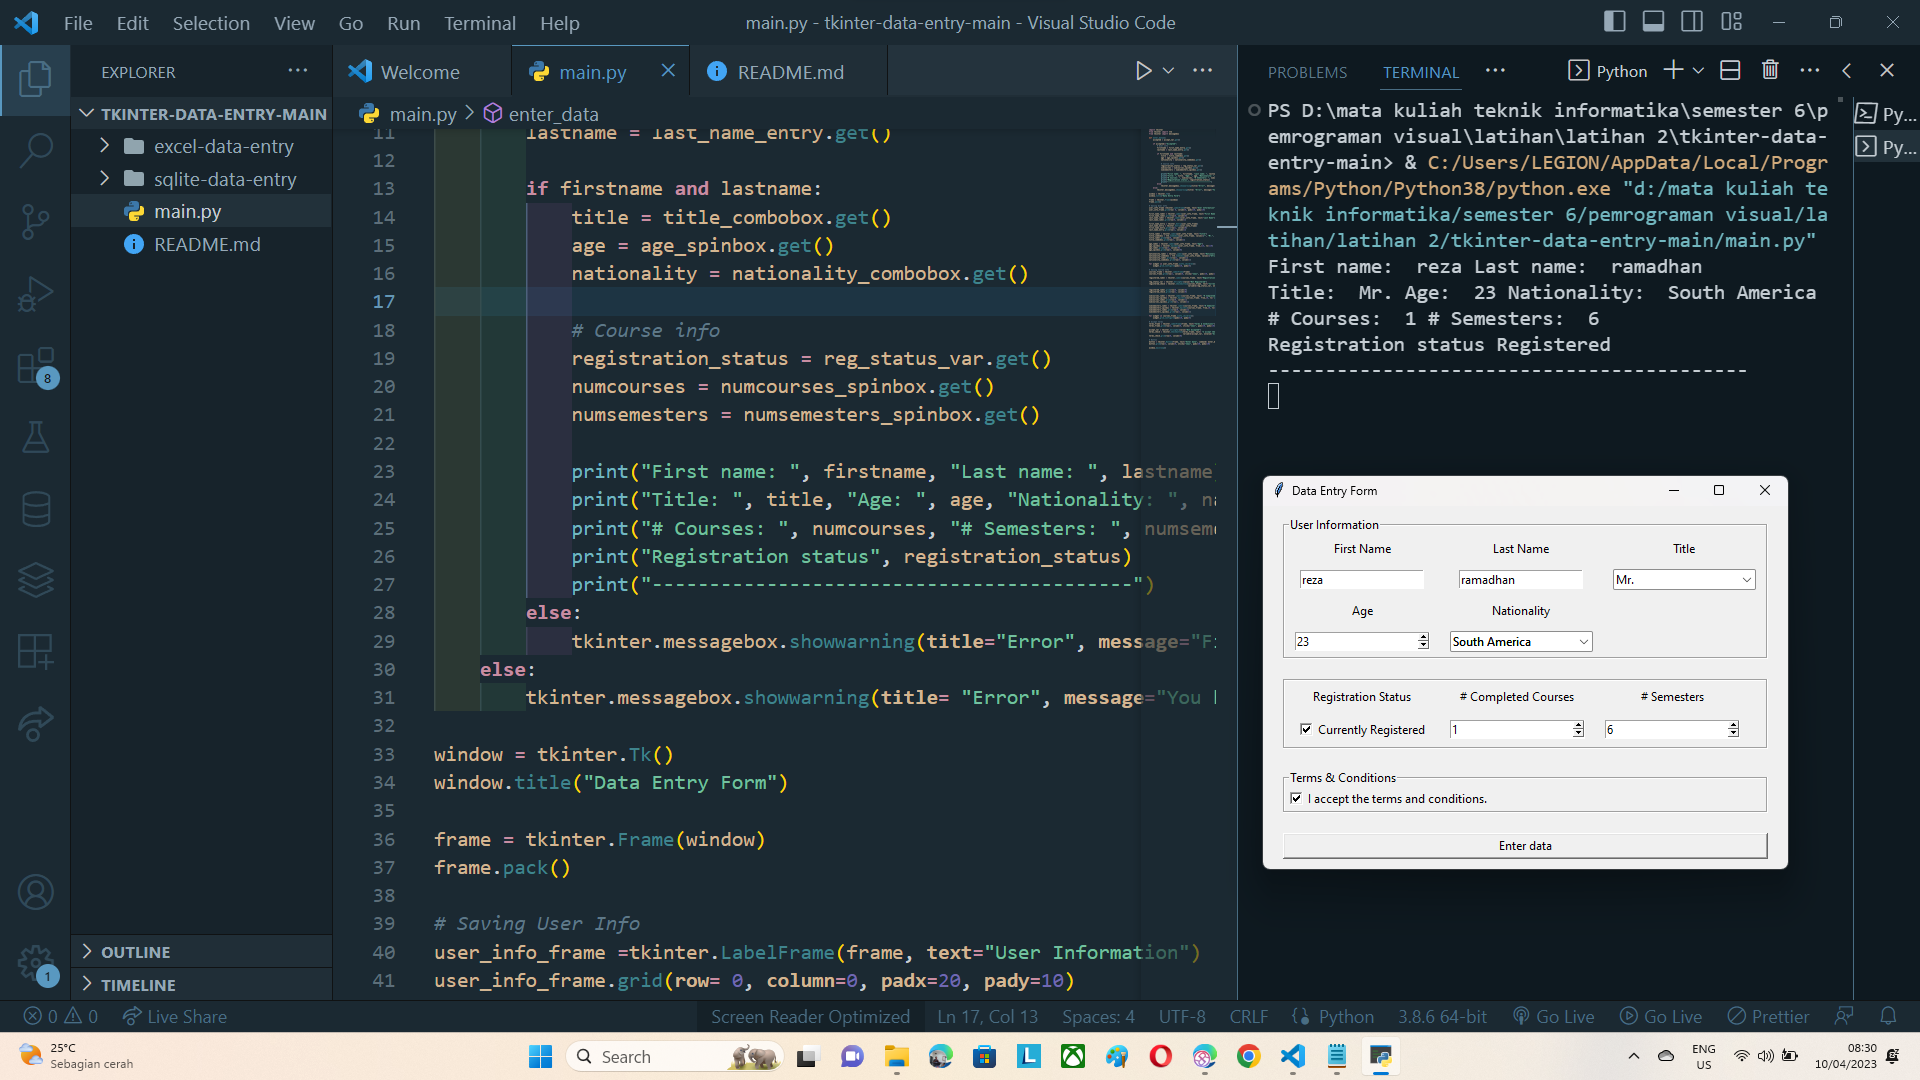 File Edit Selection View Go Run Terminal Help
main.py - tkinter-data-entry-main - Visual Studio Code
EXPLORER
TKINTER-DATA-ENTRY-MAIN
excel-data-entry
sqlite-data-entry
main.py
README.md
OUTLINE
TIMELINE
8
1
Welcome main.py README.md
main.py > enter_data
11 lastname = last_name_entry.get()
12
13 if firstname and lastname:
14 title = title_combobox.get()
15 age = age_spinbox.get()
16 nationality = nationality_combobox.get()
17
18 # Course info
19 registration_status = reg_status_var.get()
20 numcourses = numcourses_spinbox.get()
21 numsemesters = numsemesters_spinbox.get()
22
23 print("First name: ", firstname, "Last name: ", lastname
24 print("Title: ", title, "Age: ", age, "Nationality: ", na
25 print("# Courses: ", numcourses, "# Semesters: ", numseme
26 print("Registration status", registration_status)
27 print("------------------------------------------")
28 else:
29 tkinter.messagebox.showwarning(title="Error", message="Fi
30 else:
31 tkinter.messagebox.showwarning(title= "Error", message="You
32
33 window = tkinter.Tk()
34 window.title("Data Entry Form")
35
36 frame = tkinter.Frame(window)
37 frame.pack()
38
39 # Saving User Info
40 user_info_frame =tkinter.LabelFrame(frame, text="User Information")
41 user_info_frame.grid(row= 0, column=0, padx=20, pady=10)
PROBLEMS TERMINAL Python
Py...
Py...
PS D:\mata kuliah teknik informatika\semester 6\p
emrograman visual\latihan\latihan 2\tkinter-data-
entry-main> & C:/Users/LEGION/AppData/Local/Progr
ams/Python/Python38/python.exe "d:/mata kuliah te
knik informatika/semester 6/pemrograman visual/la
tihan/latihan 2/tkinter-data-entry-main/main.py"
First name:  reza Last name:  ramadhan
Title:  Mr. Age:  23 Nationality:  South America
# Courses:  1 # Semesters:  6
Registration status Registered
------------------------------------------
Data Entry Form
User Information
First Name Last Name Title
reza ramadhan Mr.
Age Nationality
23 South America
Registration Status # Completed Courses # Semesters
Currently Registered 1 6
Terms & Conditions
I accept the terms and conditions.
Enter data
0 0 Live Share Screen Reader Optimized Ln 17, Col 13 Spaces: 4 UTF-8 CRLF Python 3.8.6 64-bit Go Live Go Live Prettier
25°C
Sebagian cerah
Search
ENG
US
08:30
10/04/2023